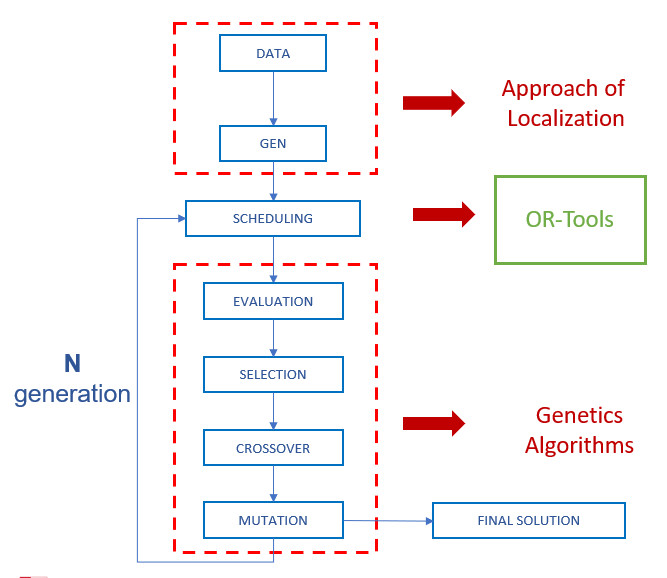 DATA
GEN
Approach of
Localization
SCHEDULING
OR-Tools
EVALUATION
SELECTION
N
generation
CROSSOVER
Genetics
Algorithms
MUTATION
FINAL SOLUTION